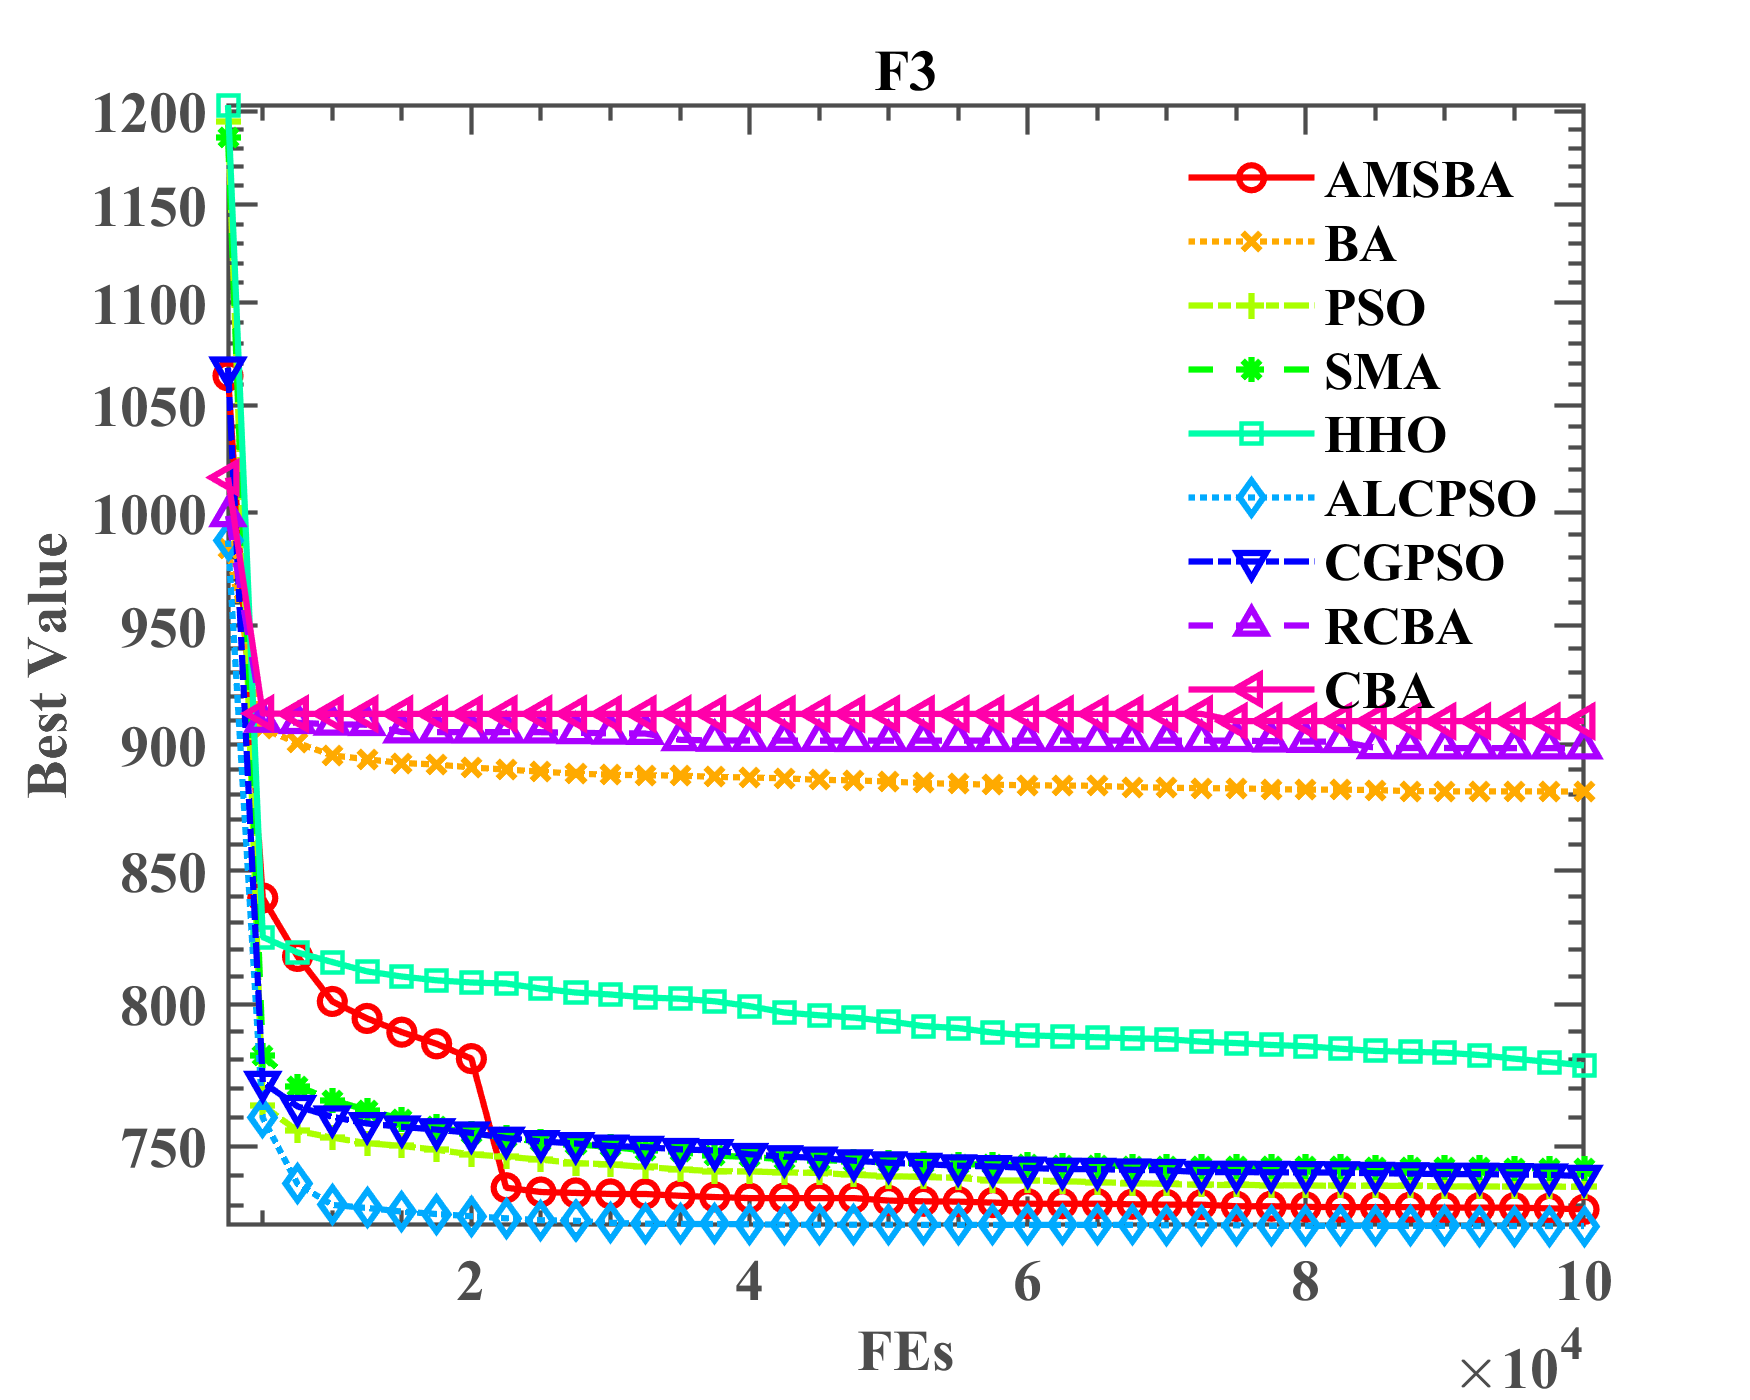 F3
1200
1150
1100
1050
1000
950
900
850
800
750
Best Value
AMSBA
BA
PSO
SMA
HHO
ALCPSO
CGPSO
RCBA
CBA
2 4 6 8 10
FEs
×10⁴